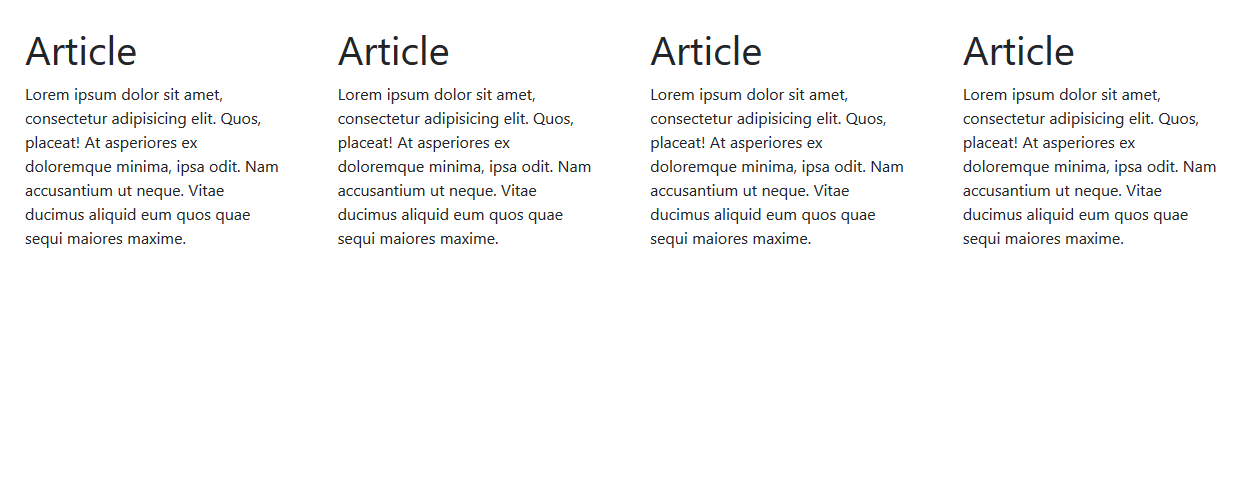 Article
Lorem ipsum dolor sit amet,
consectetur adipisicing elit. Quos,
placeat! At asperiores ex
doloremque minima, ipsa odit. Nam
accusantium ut neque. Vitae
ducimus aliquid eum quos quae
sequi maiores maxime.
Article
Lorem ipsum dolor sit amet,
consectetur adipisicing elit. Quos,
placeat! At asperiores ex
doloremque minima, ipsa odit. Nam
accusantium ut neque. Vitae
ducimus aliquid eum quos quae
sequi maiores maxime.
Article
Lorem ipsum dolor sit amet,
consectetur adipisicing elit. Quos,
placeat! At asperiores ex
doloremque minima, ipsa odit. Nam
accusantium ut neque. Vitae
ducimus aliquid eum quos quae
sequi maiores maxime.
Article
Lorem ipsum dolor sit amet,
consectetur adipisicing elit. Quos,
placeat! At asperiores ex
doloremque minima, ipsa odit. Nam
accusantium ut neque. Vitae
ducimus aliquid eum quos quae
sequi maiores maxime.